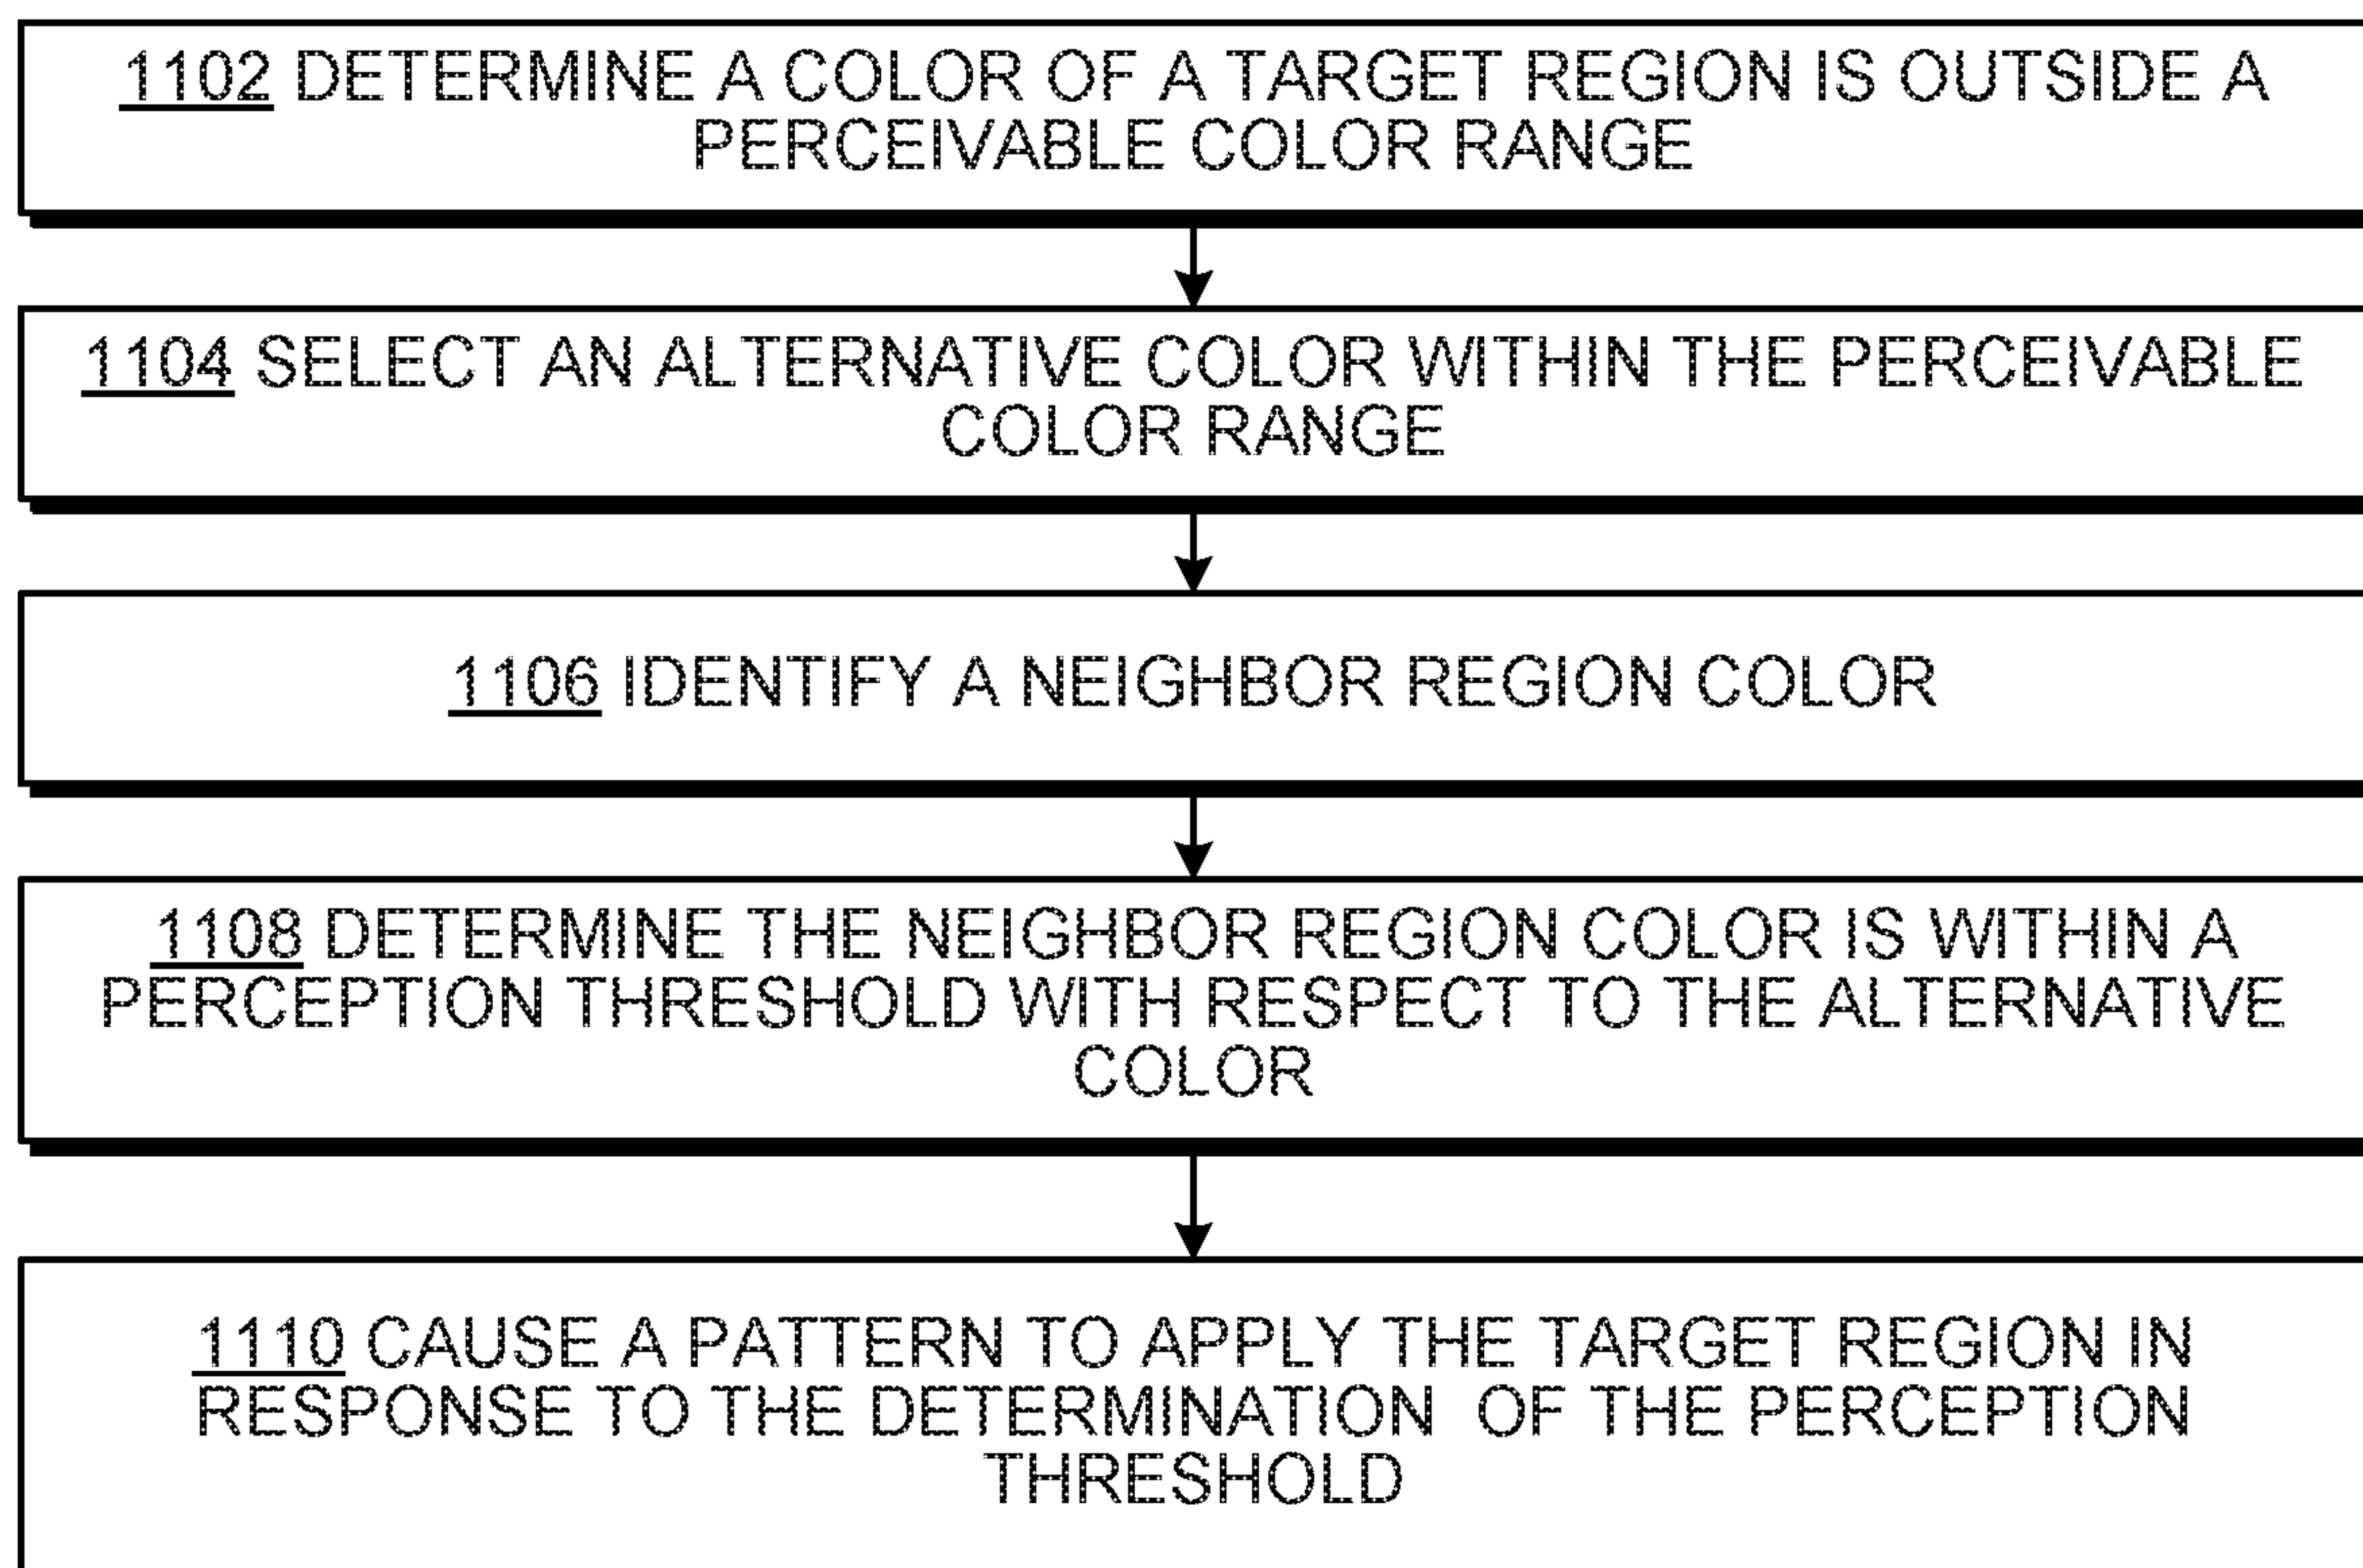 1102 DETERMINE A COLOR OF A TARGET REGION IS OUTSIDE A
PERCEIVABLE COLOR RANGE
1104 SELECT AN ALTERNATIVE COLOR WITHIN THE PERCEIVABLE
COLOR RANGE
1106 IDENTIFY A NEIGHBOR REGION COLOR
1108 DETERMINE THE NEIGHBOR REGION COLOR IS WITHIN A
PERCEPTION THRESHOLD WITH RESPECT TO THE ALTERNATIVE
COLOR
1110 CAUSE A PATTERN TO APPLY THE TARGET REGION IN
RESPONSE TO THE DETERMINATION OF THE PERCEPTION
THRESHOLD